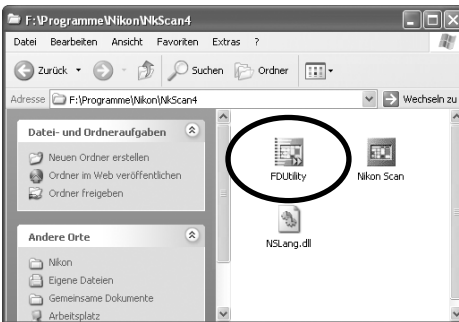 F:\Programme\Nikon\NkScan4
Datei Bearbeiten Ansicht Favoriten Extras ?
Zurück Suchen Ordner
Adresse F:\Programme\Nikon\NkScan4 Wechseln zu
Datei- und Ordneraufgaben
Neuen Ordner erstellen
Ordner im Web veröffentlichen
Ordner freigeben
Andere Orte
Nikon
Eigene Dateien
Gemeinsame Dokumente
Arbeitsplatz
FDUtility Nikon Scan
NSLang.dll